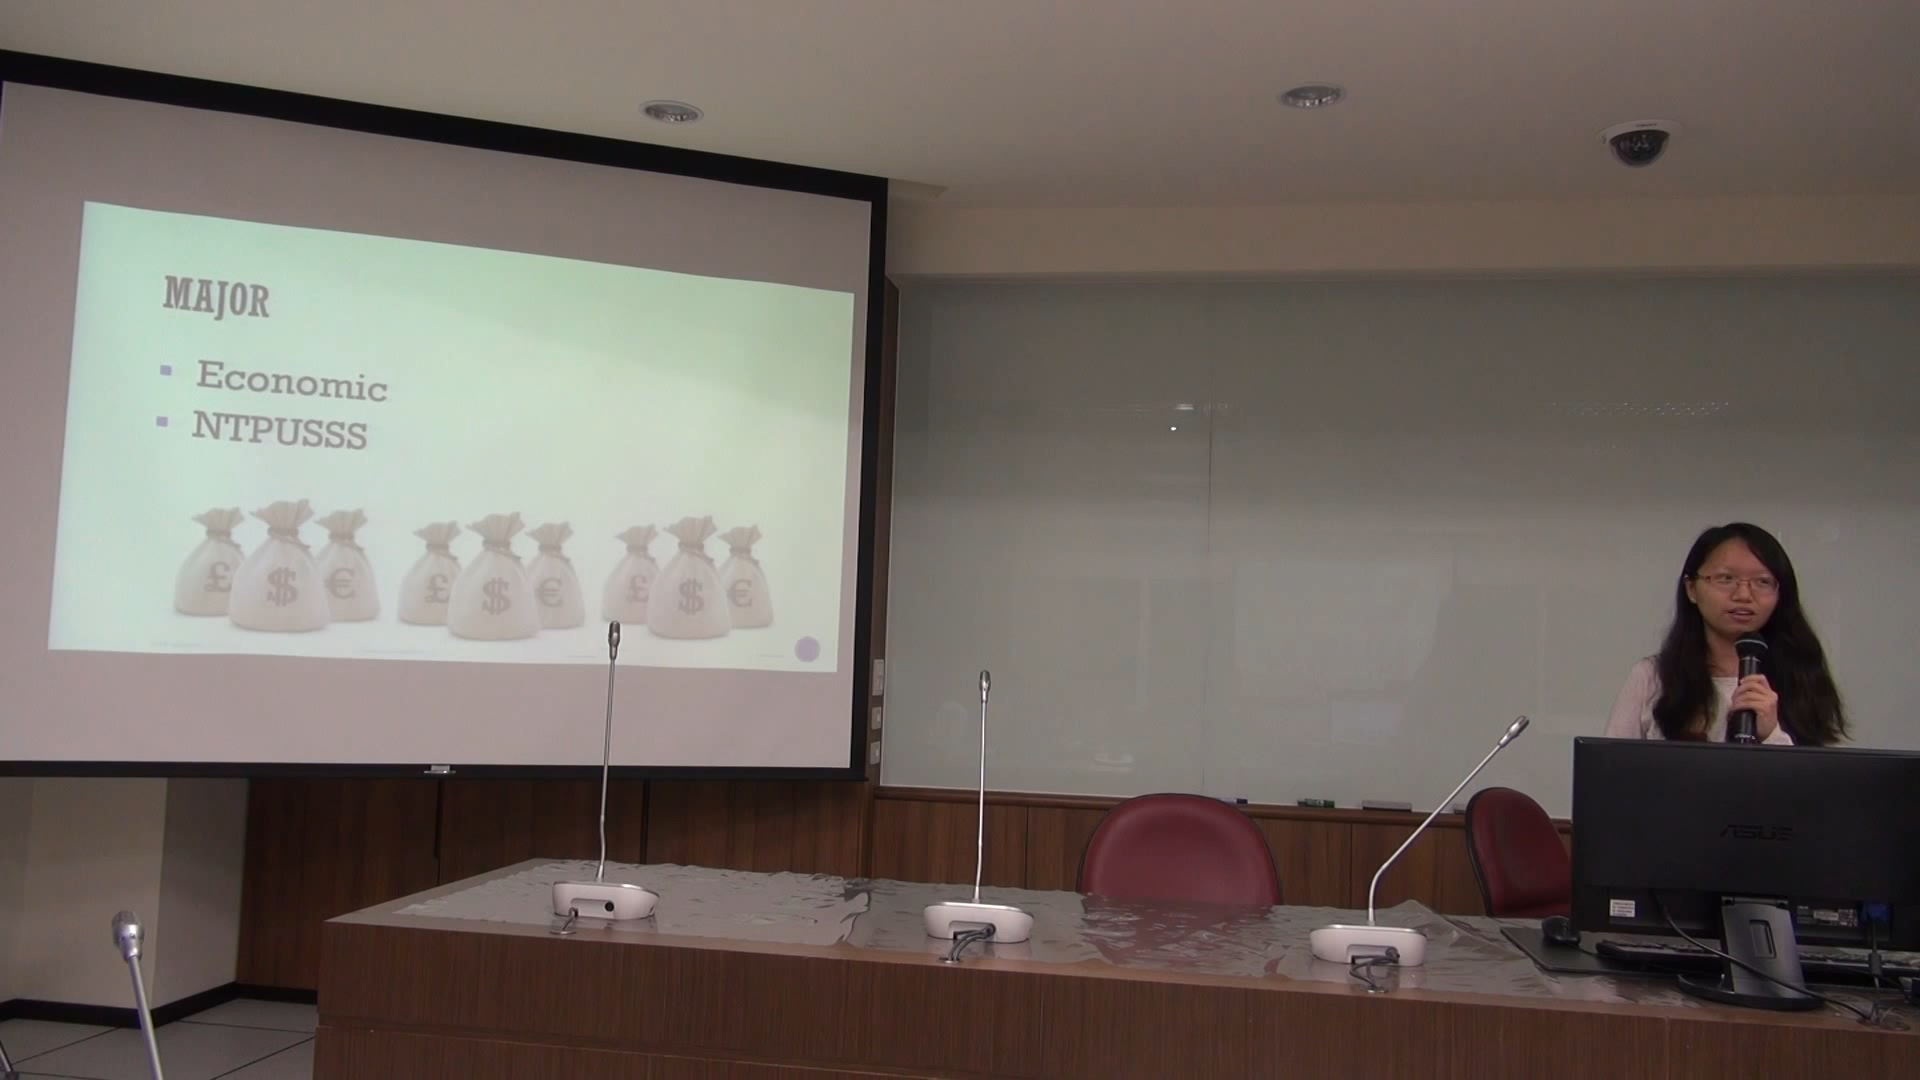 MAJOR
Economic
NTPUSSS
£ $ € £ $ € £ $ €
ASUS